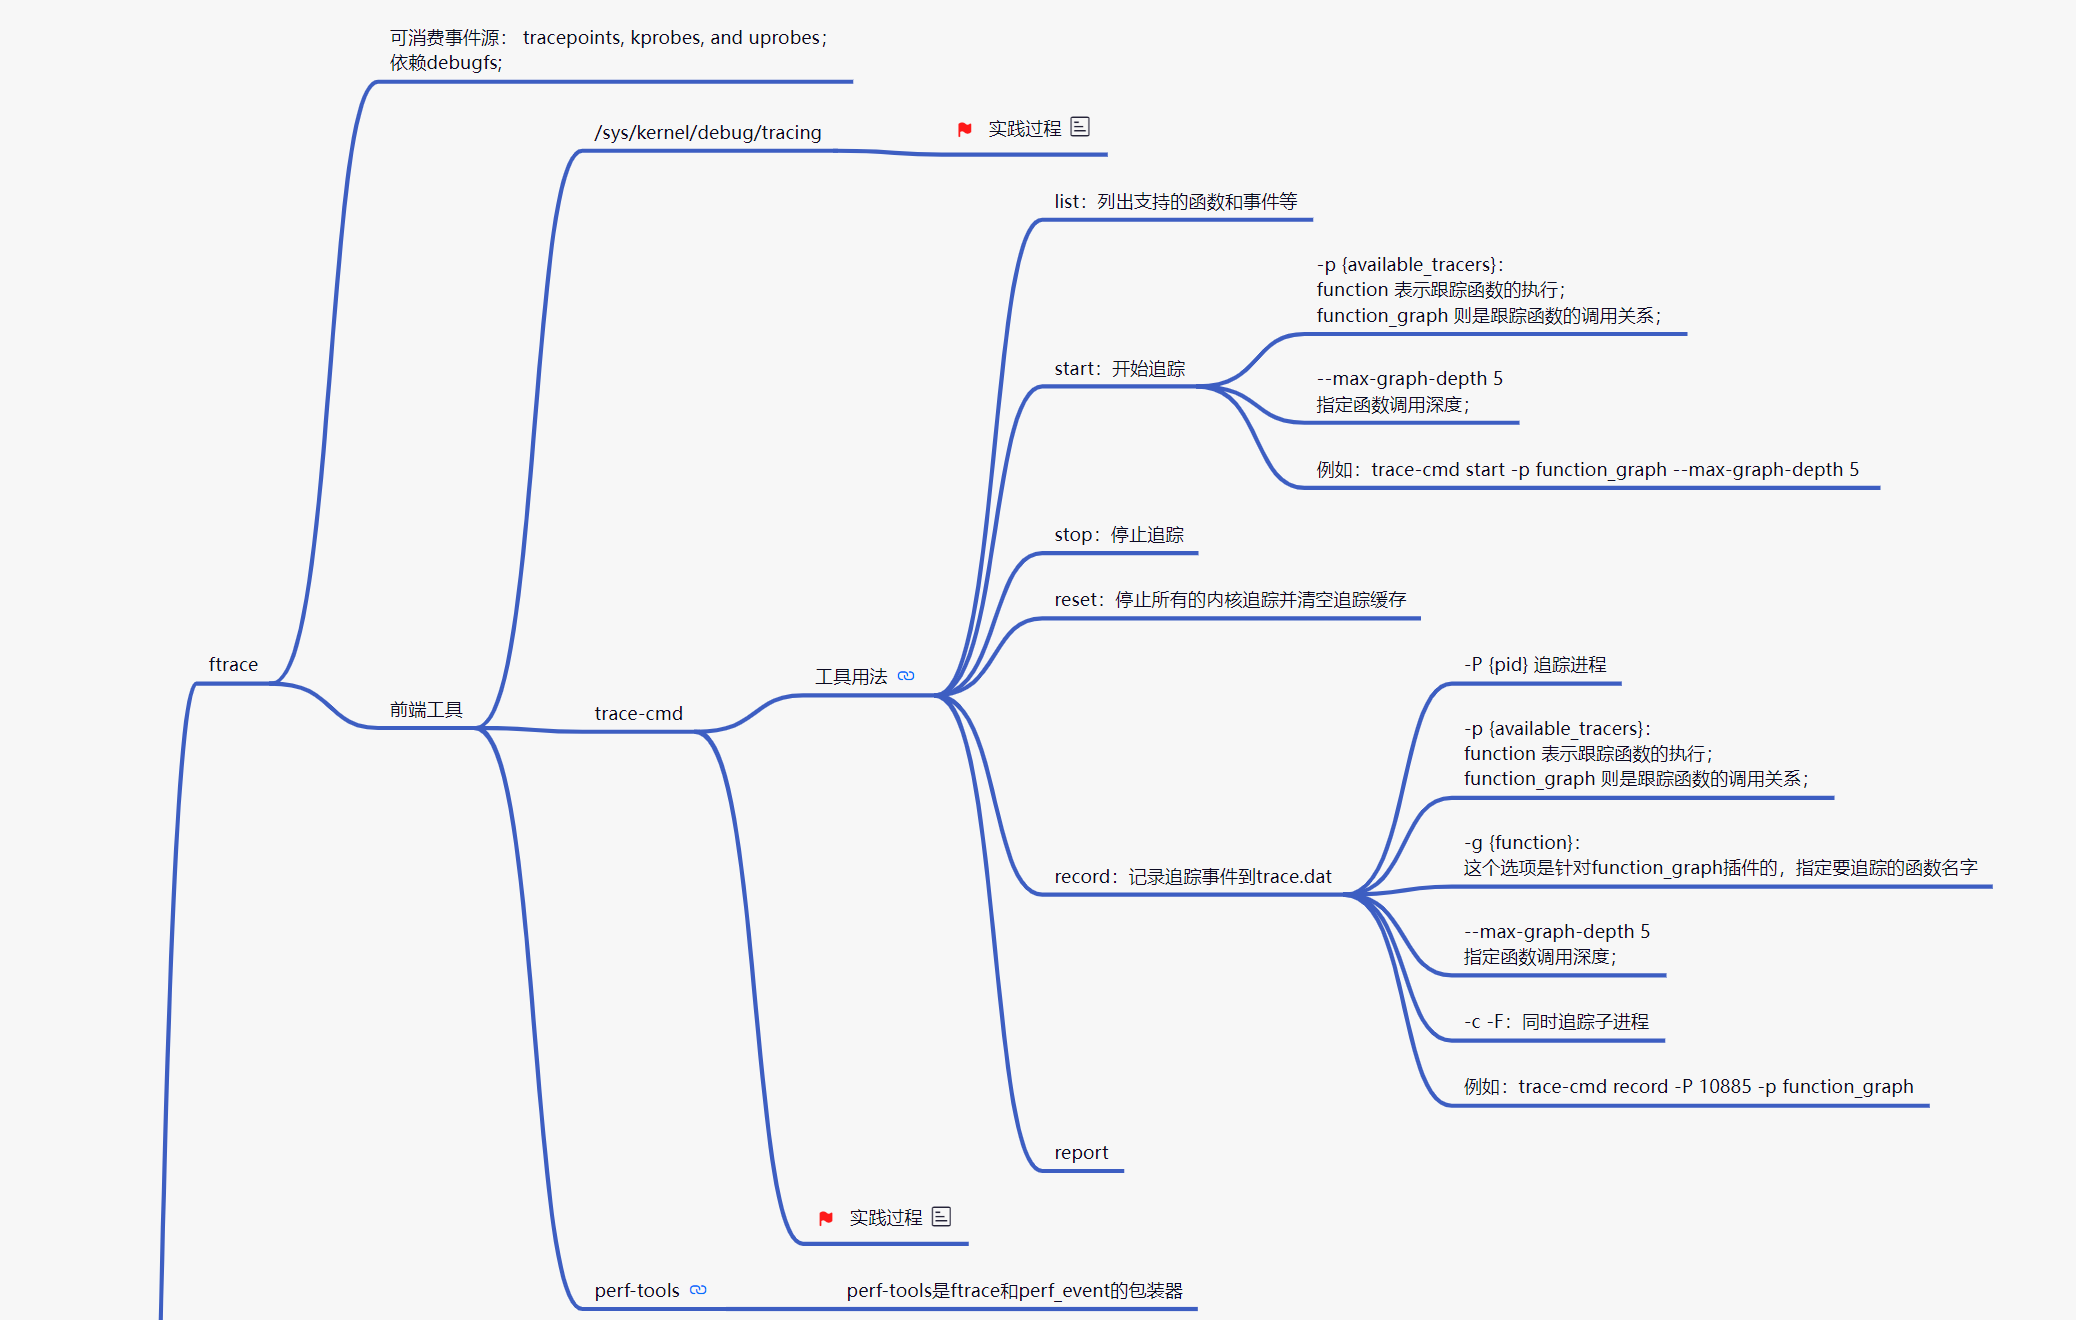 可消费事件源： tracepoints, kprobes, and uprobes；
依赖debugfs;
/sys/kernel/debug/tracing
实践过程
list：列出支持的函数和事件等
-p {available_tracers}：
function 表示跟踪函数的执行；
function_graph 则是跟踪函数的调用关系；
start：开始追踪
--max-graph-depth 5
指定函数调用深度；
例如：trace-cmd start -p function_graph --max-graph-depth 5
stop：停止追踪
reset：停止所有的内核追踪并清空追踪缓存
ftrace
前端工具
trace-cmd
工具用法
-P {pid} 追踪进程
-p {available_tracers}：
function 表示跟踪函数的执行；
function_graph 则是跟踪函数的调用关系；
-g {function}：
这个选项是针对function_graph插件的，指定要追踪的函数名字
record：记录追踪事件到trace.dat
--max-graph-depth 5
指定函数调用深度；
-c -F：同时追踪子进程
例如：trace-cmd record -P 10885 -p function_graph
report
实践过程
perf-tools
perf-tools是ftrace和perf_event的包装器